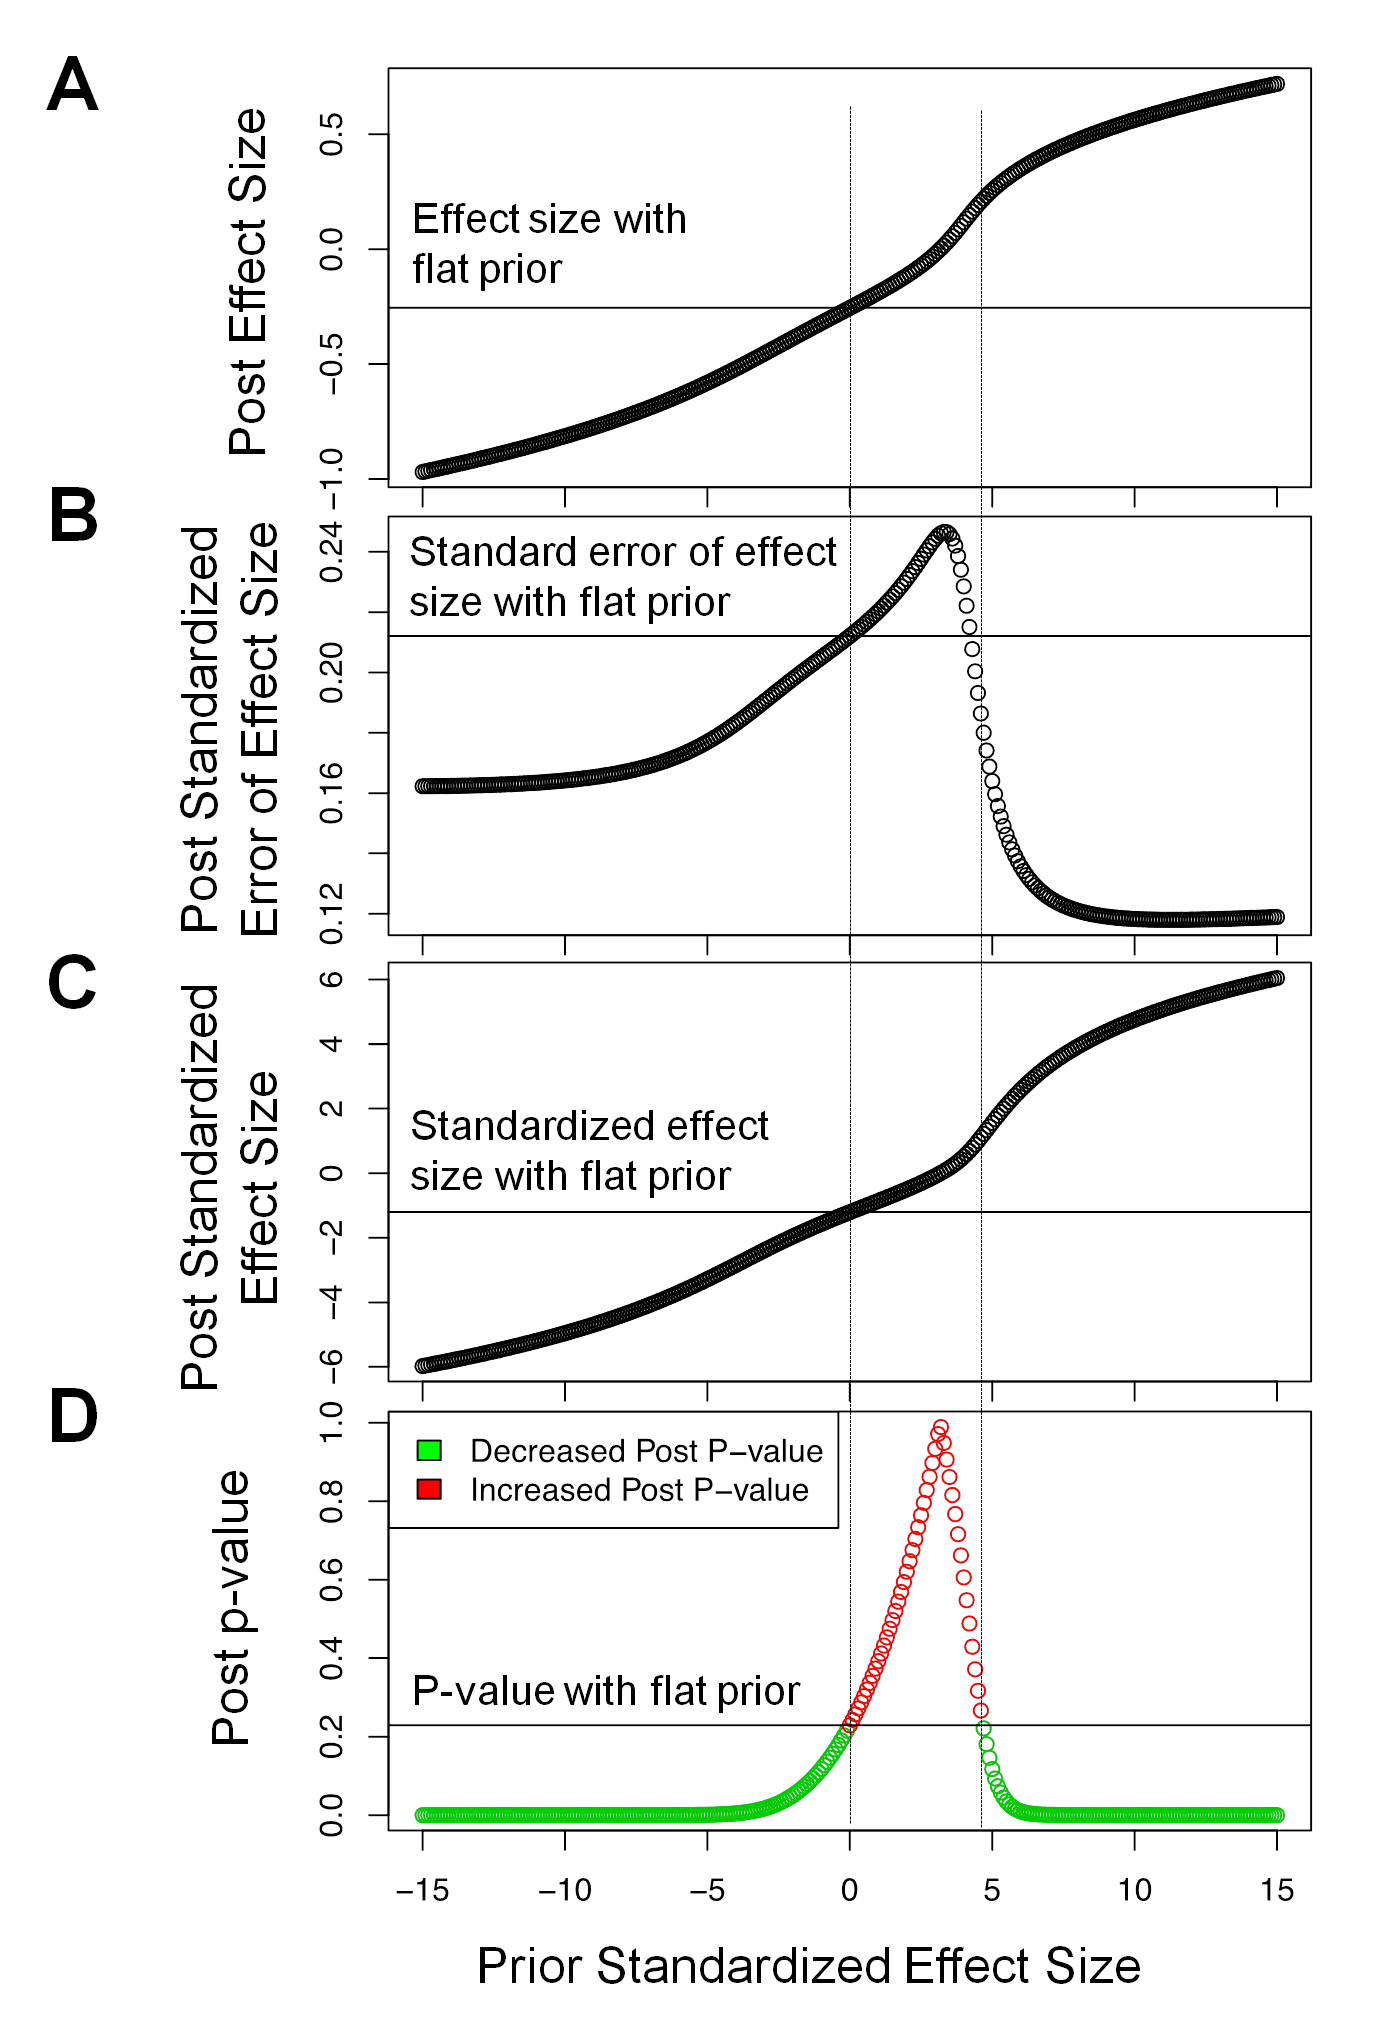 A
Post Effect Size
0.5
0.0
−0.5
−1.0
Effect size with
flat prior
B
Post Standardized
Error of Effect Size
0.24
0.20
0.16
0.12
Standard error of effect
size with flat prior
C
Post Standardized
Effect Size
6
4
2
0
−2
−4
−6
Standardized effect
size with flat prior
D
Post p-value
1.0
0.8
0.6
0.4
0.2
0.0
Decreased Post P−value
Increased Post P−value
P-value with flat prior
−15 −10 −5 0 5 10 15
Prior Standardized Effect Size